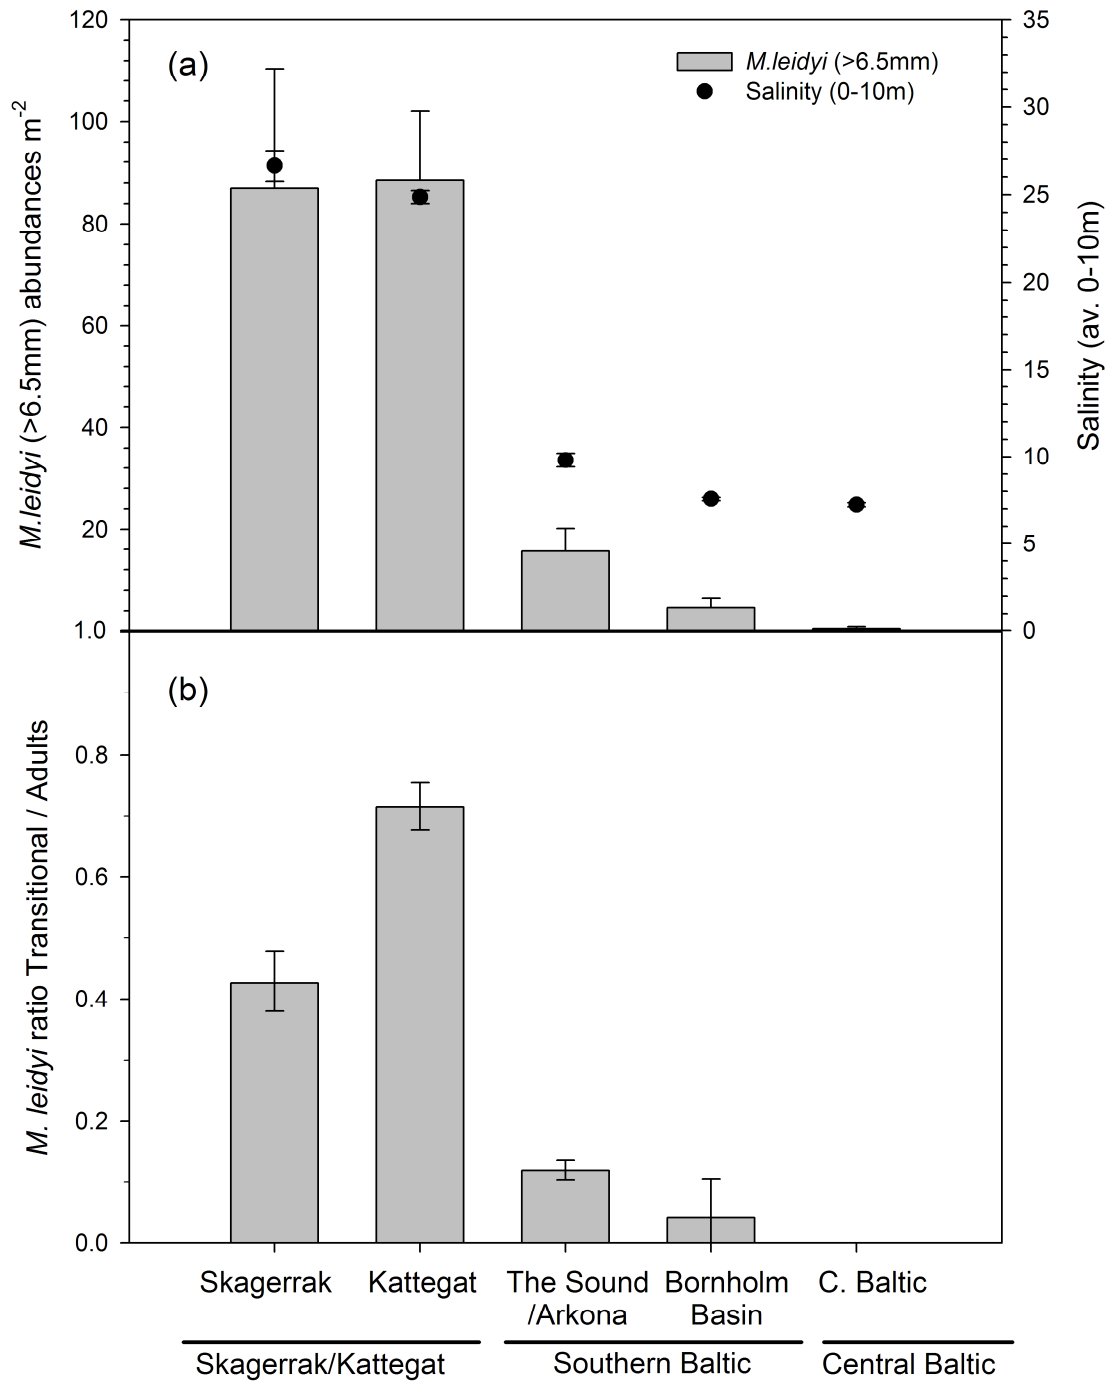 (a)
M.leidyi (>6.5mm)
Salinity (0-10m)
M.leidyi (>6.5mm) abundances m-2
120
100
80
60
40
20
1.0
35
30
25
20
15
10
5
0
Salinity (av. 0-10m)
(b)
M. leidyi ratio Transitional / Adults
0.8
0.6
0.4
0.2
0.0
Skagerrak
Kattegat
The Sound
/Arkona
Bornholm
Basin
C. Baltic
Skagerrak/Kattegat
Southern Baltic
Central Baltic